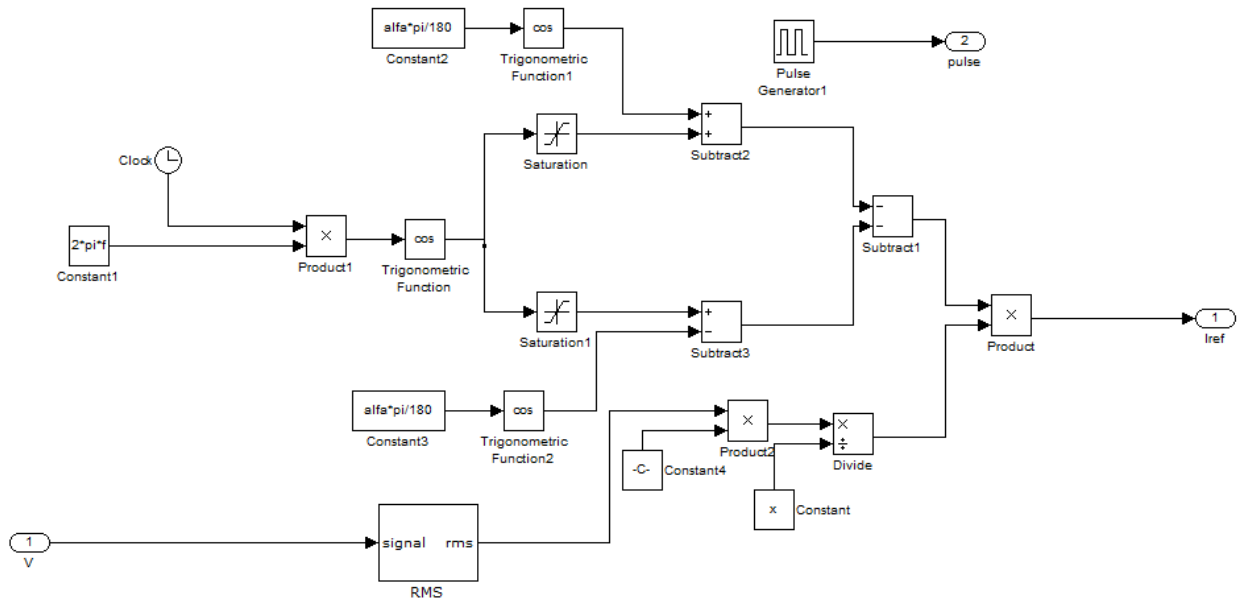 alfa*pi/180
Constant2
cos
Trigonometric
Function1
Pulse
Generator1
2
pulse
Saturation
+
+
Subtract2
Clock
2*pi*f
Constant1
×
Product1
cos
Trigonometric
Function
−
−
Subtract1
Saturation1
+
−
Subtract3
×
Product
1
Iref
alfa*pi/180
Constant3
cos
Trigonometric
Function2
×
Product2
-C-
Constant4
×
÷
Divide
x
Constant
1
V
signal
rms
RMS